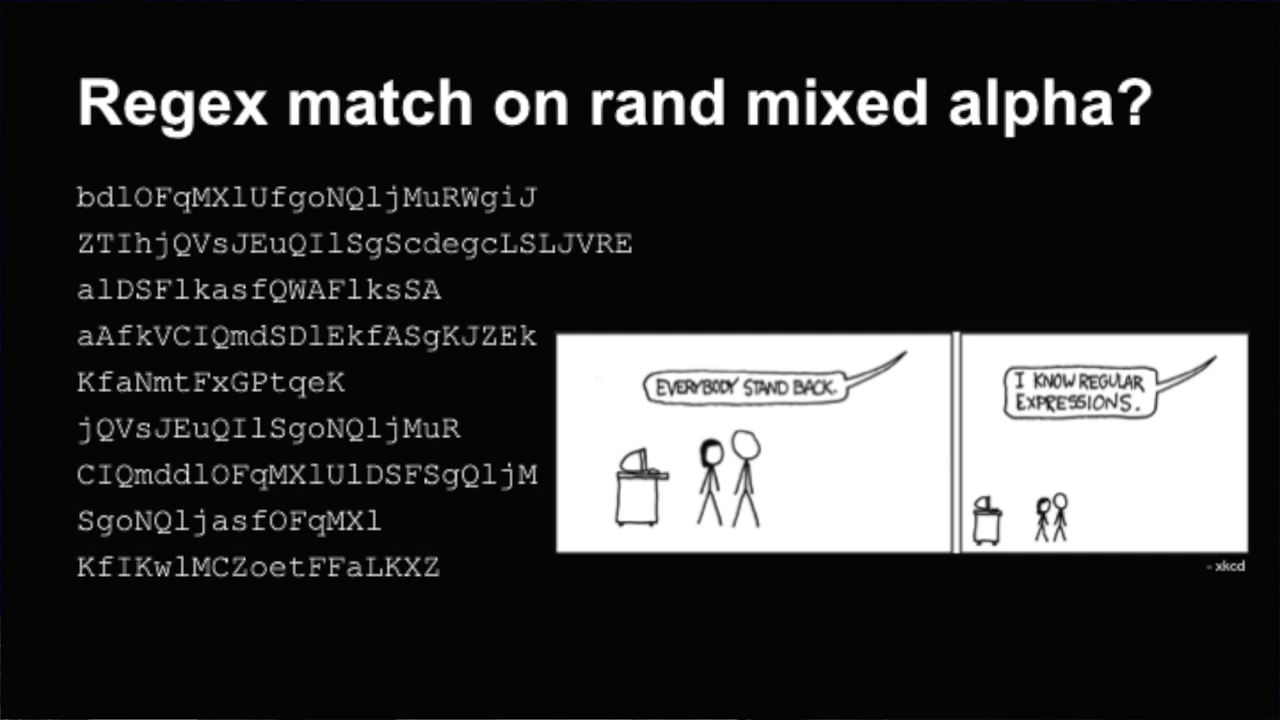 Regex match on rand mixed alpha?
bdlOFqMXlUfgoNQljMuRWgiJ
ZTIhjQVsJEuQIlSgScdegcLSLJVRE
alDSFlkasfQWAFlksSA
aAfkVCIQmdSDlEkfASgKJZEk
KfaNmtFxGPtqeK
jQVsJEuQIlSgoNQljMuR
CIQmddlOFqMXlUlDSFSgQljM
SgoNQljasfOFqMXl
KfIKwlMCZoetFFaLKXZ
EVERYBODY STAND BACK.
I KNOW REGULAR
EXPRESSIONS.
- xkcd